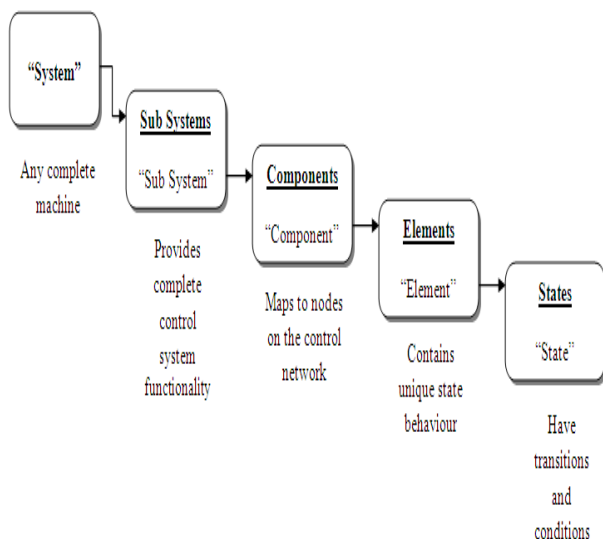 “System”
Any complete
machine
Sub Systems
“Sub System”
Provides
complete
control
system
functionality
Components
“Component”
Maps to nodes
on the control
network
Elements
“Element”
Contains
unique state
behaviour
States
“State”
Have
transitions
and
conditions